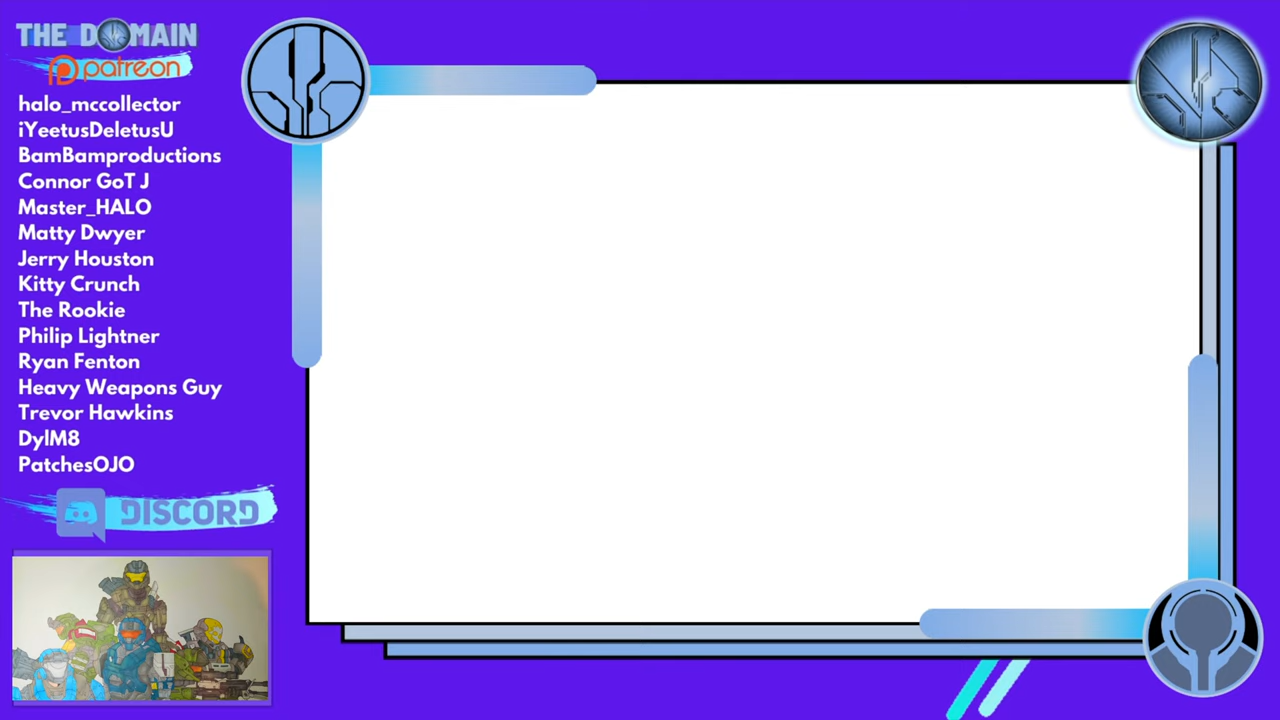 THE DOMAIN
patreon
halo_mccollector
iYeetusDeletusU
BamBamproductions
Connor GoT J
Master_HALO
Matty Dwyer
Jerry Houston
Kitty Crunch
The Rookie
Philip Lightner
Ryan Fenton
Heavy Weapons Guy
Trevor Hawkins
DylM8
PatchesOJO
DISCORD